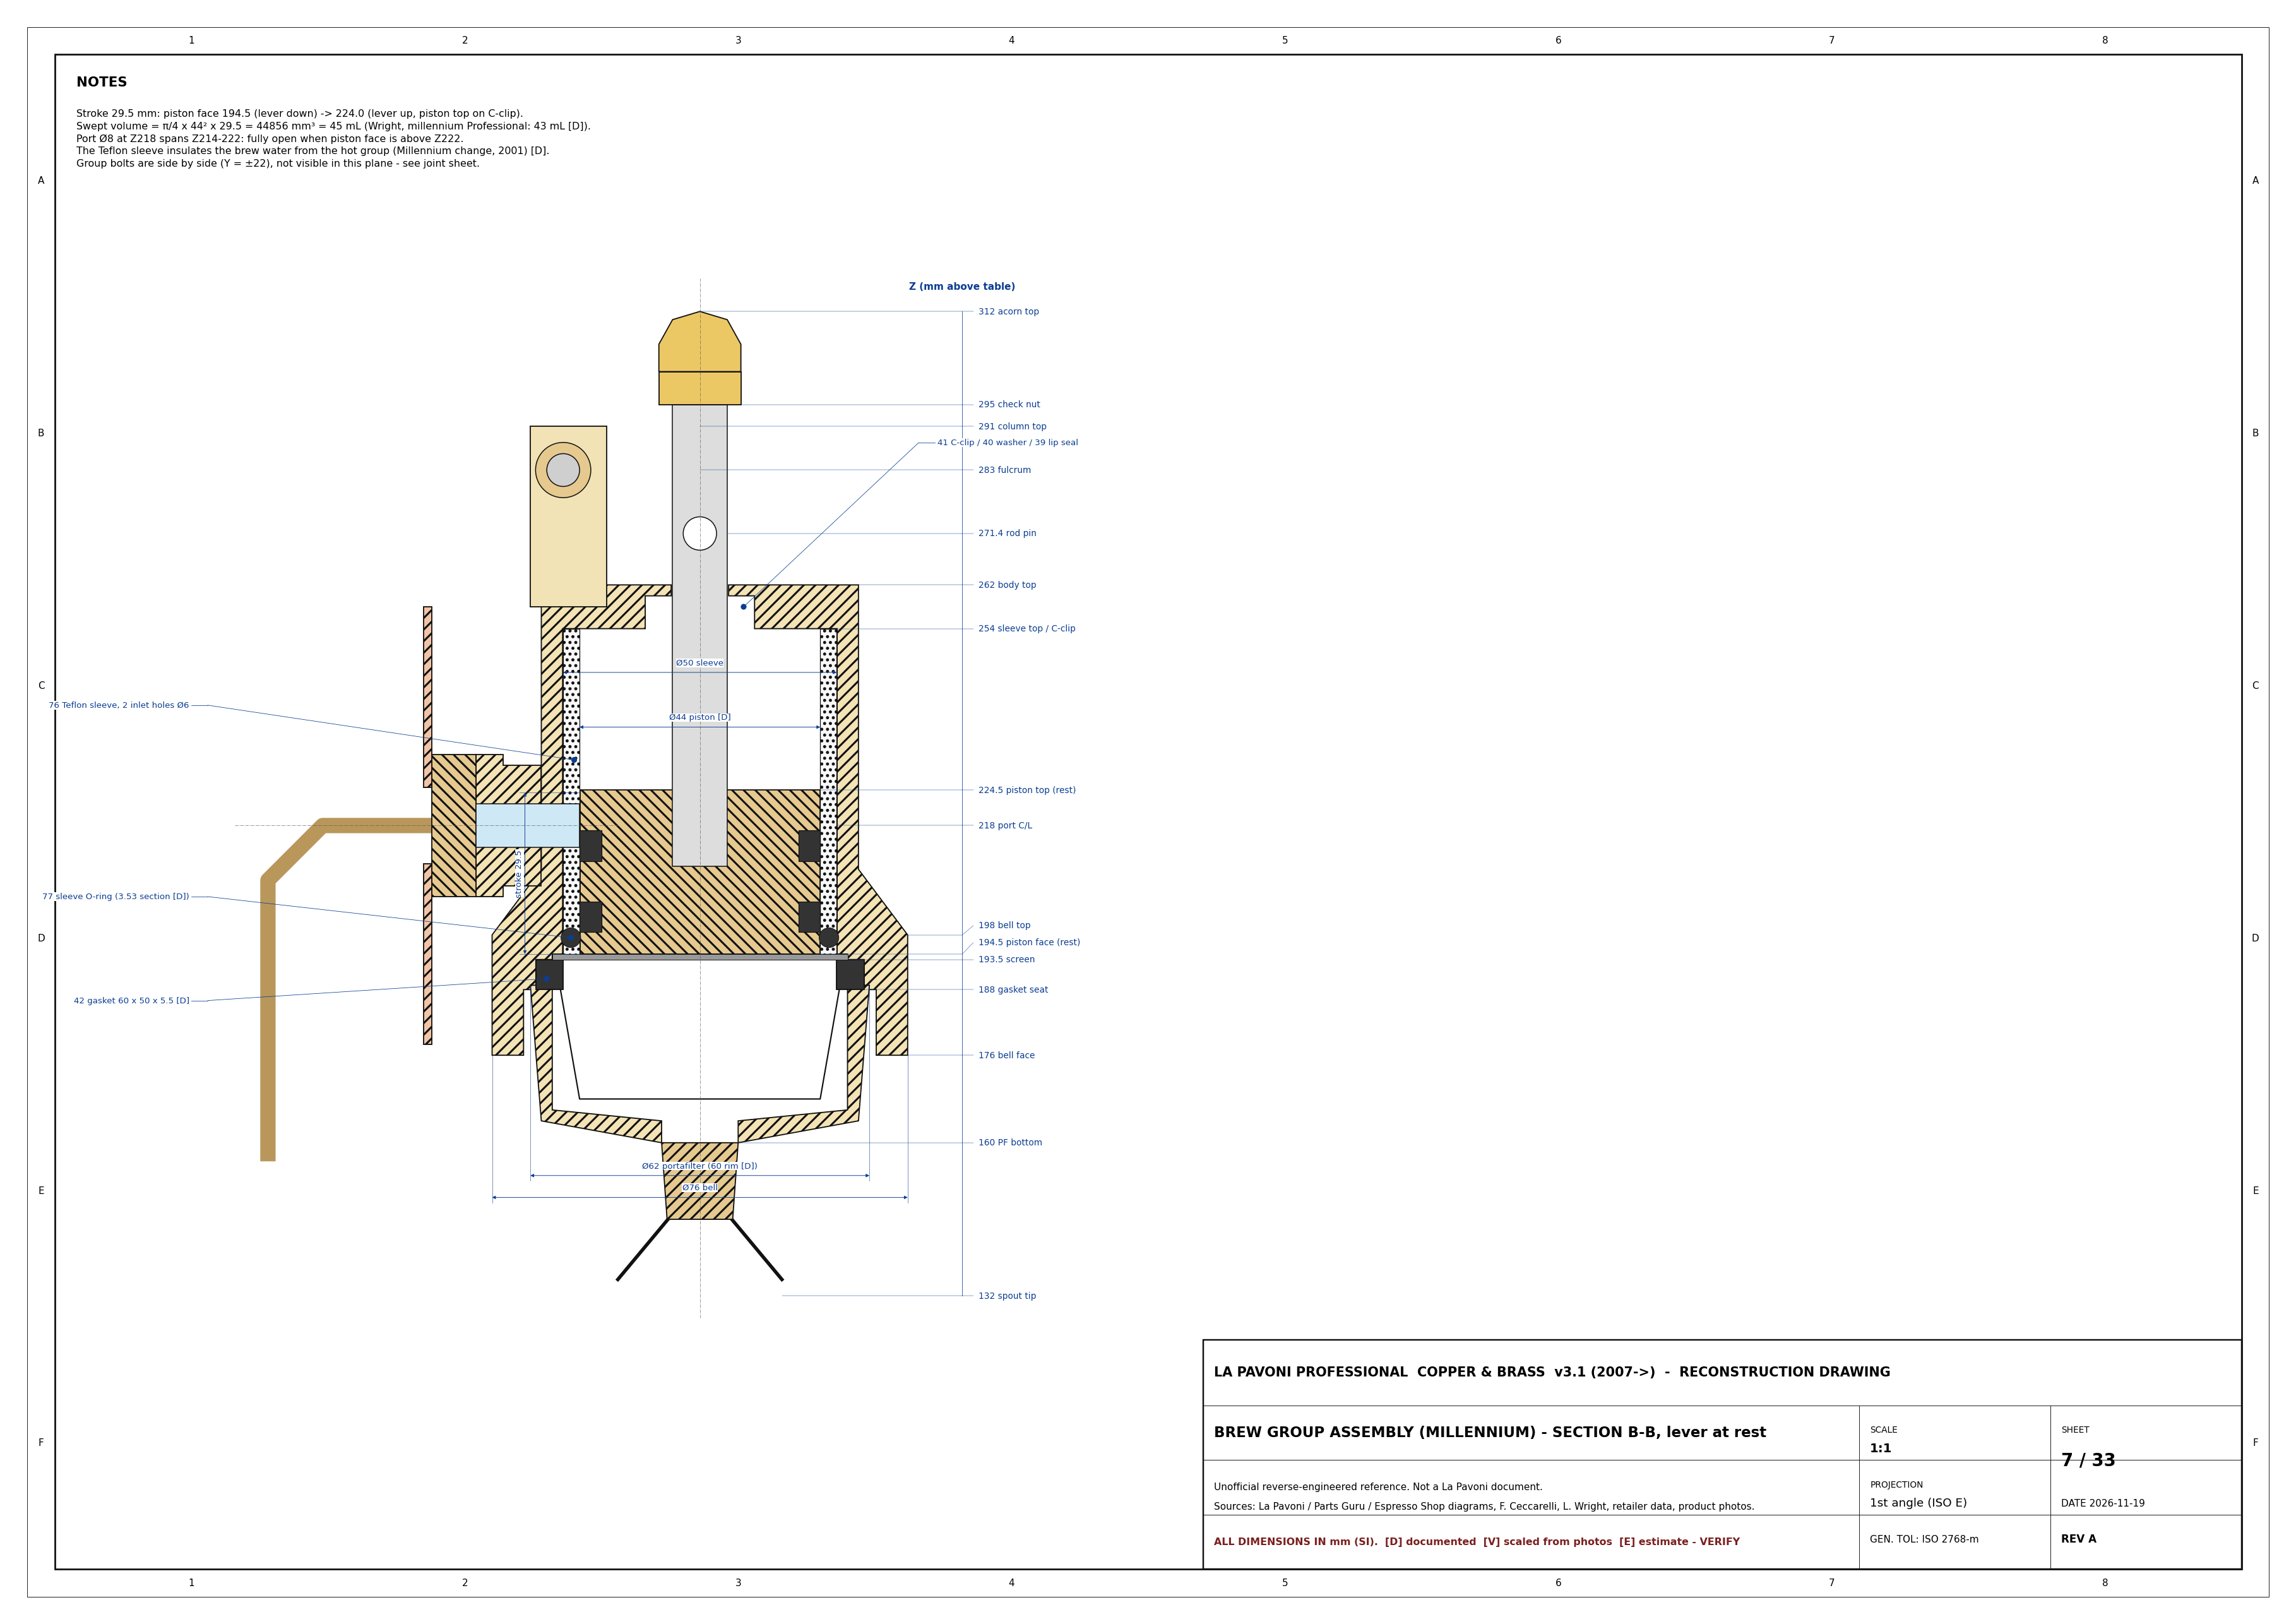 1 2 3 4 5 6 7 8
NOTES
Stroke 29.5 mm: piston face 194.5 (lever down) -> 224.0 (lever up, piston top on C-clip).
Swept volume = π/4 x 44² x 29.5 = 44856 mm³ = 45 mL (Wright, millennium Professional: 43 mL [D]).
Port Ø8 at Z218 spans Z214-222: fully open when piston face is above Z222.
The Teflon sleeve insulates the brew water from the hot group (Millennium change, 2001) [D].
Group bolts are side by side (Y = ±22), not visible in this plane - see joint sheet.
A A
Z (mm above table)
312 acorn top
295 check nut
291 column top
B B
41 C-clip / 40 washer / 39 lip seal
283 fulcrum
271.4 rod pin
262 body top
254 sleeve top / C-clip
Ø50 sleeve
C C
76 Teflon sleeve, 2 inlet holes Ø6
Ø44 piston [D]
224.5 piston top (rest)
218 port C/L
stroke 29.5
77 sleeve O-ring (3.53 section [D])
198 bell top
D D
194.5 piston face (rest)
193.5 screen
188 gasket seat
42 gasket 60 x 50 x 5.5 [D]
176 bell face
160 PF bottom
Ø62 portafilter (60 rim [D])
Ø76 bell
E E
132 spout tip
LA PAVONI PROFESSIONAL COPPER & BRASS v3.1 (2007->) - RECONSTRUCTION DRAWING
BREW GROUP ASSEMBLY (MILLENNIUM) - SECTION B-B, lever at rest
SCALE
1:1
SHEET
7 / 33
F F
Unofficial reverse-engineered reference. Not a La Pavoni document.
Sources: La Pavoni / Parts Guru / Espresso Shop diagrams, F. Ceccarelli, L. Wright, retailer data, product photos.
PROJECTION
1st angle (ISO E)
DATE 2026-11-19
ALL DIMENSIONS IN mm (SI). [D] documented [V] scaled from photos [E] estimate - VERIFY
GEN. TOL: ISO 2768-m
REV A
1 2 3 4 5 6 7 8